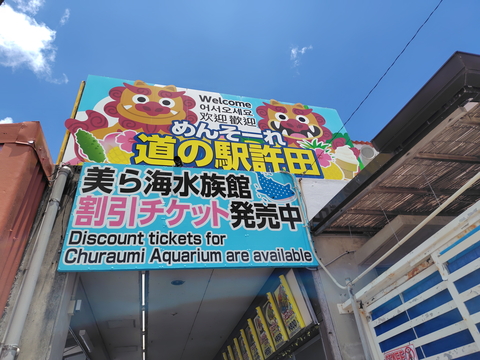 Welcome
어서오세요
欢迎 歡迎
めんそーれ
道の駅許田
美ら海水族館
割引チケット発売中
Discount tickets for
Churaumi Aquarium are available